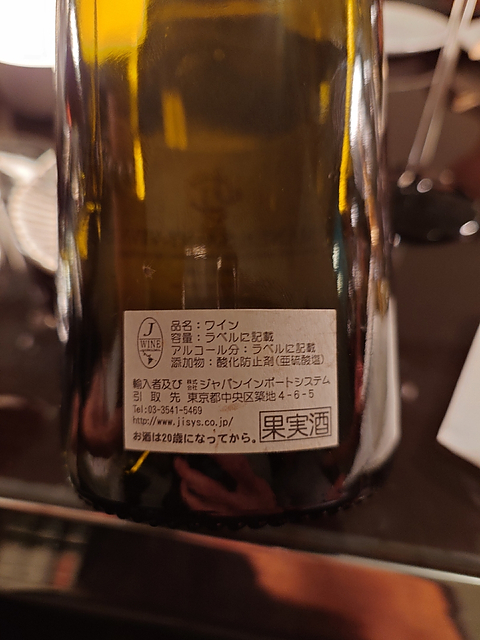 J
WINE
品名：ワイン
容量：ラベルに記載
アルコール分：ラベルに記載
添加物：酸化防止剤(亜硫酸塩)
輸入者及び 株式会社 ジャパンインポートシステム
引 取 先 東京都中央区築地4-6-5
Tel:03-3541-5469
http://www.jisys.co.jp/
お酒は20歳になってから。
果実酒